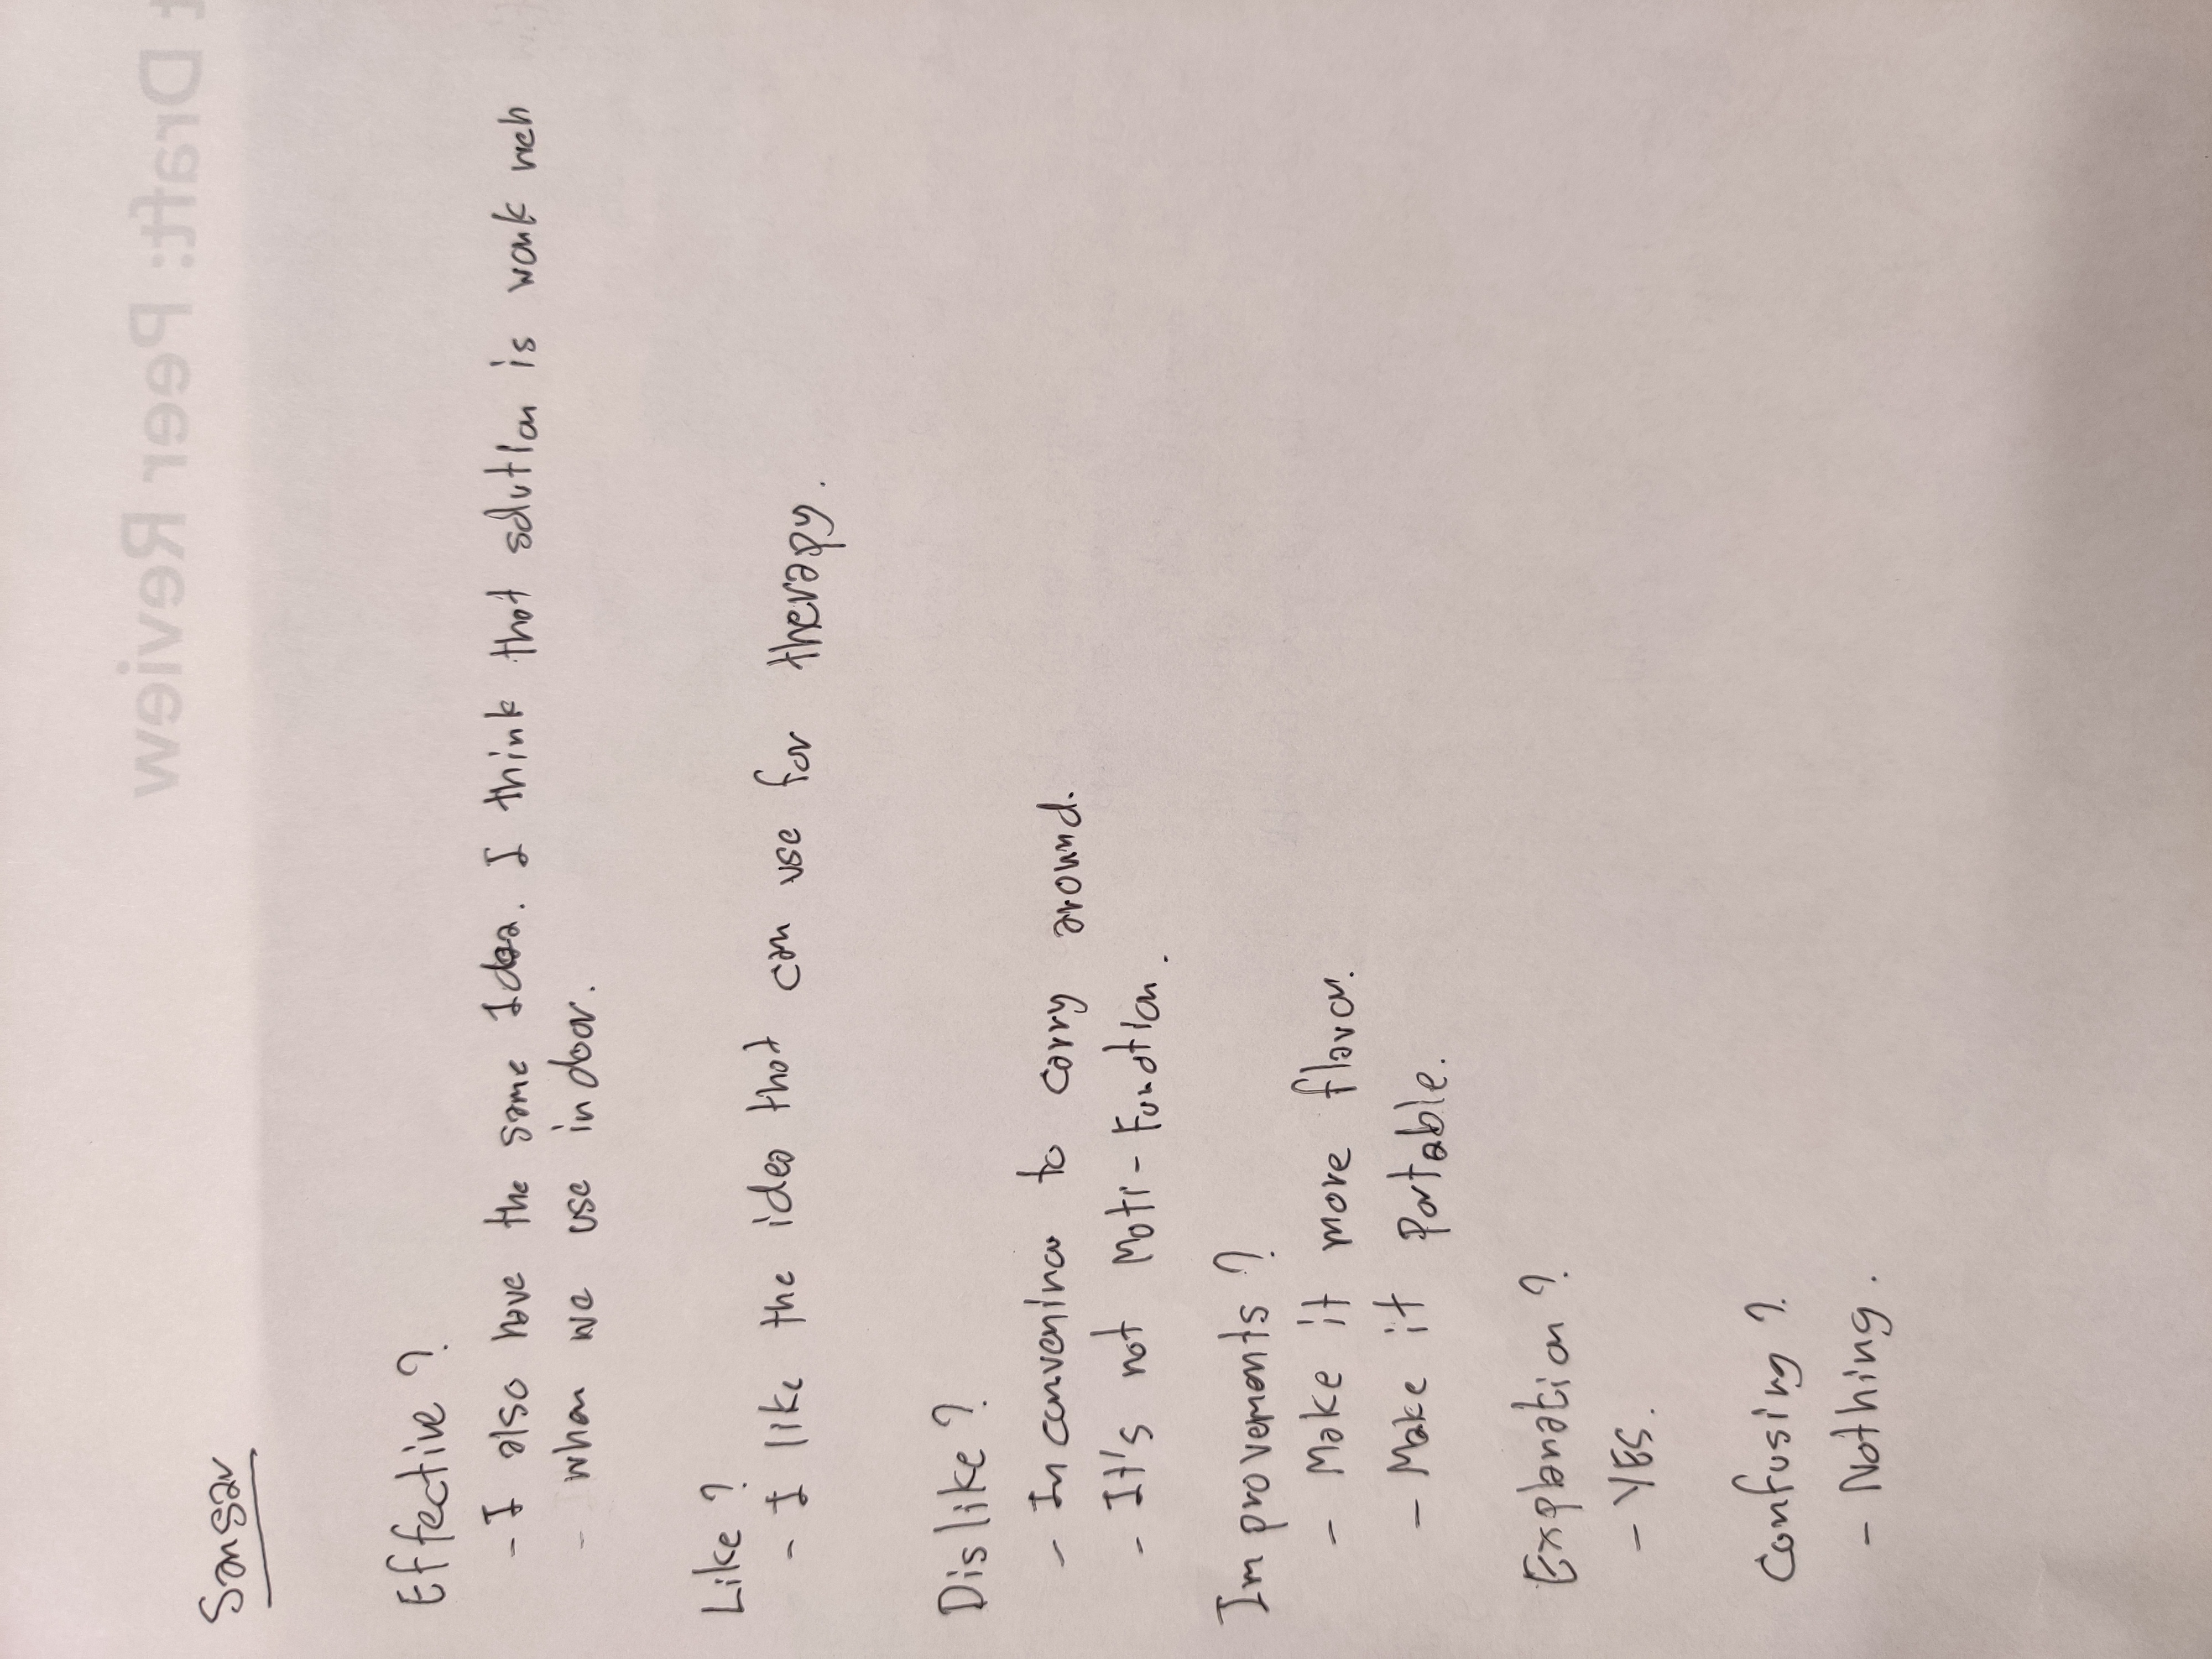 t Draft: Peer Review
Sansar
Effective ?
- I also have the same Idea. I think that solution is work well
- when we use indoor.
Like ?
- I like the idea that can use for therapy.
Dislike ?
- Inconvenince to carry around.
- It's not Moti-Function.
Improvements ?
- Make it more flavor.
- Make it portable.
Explanation ?
- YES.
Confusing ?
- Nothing.